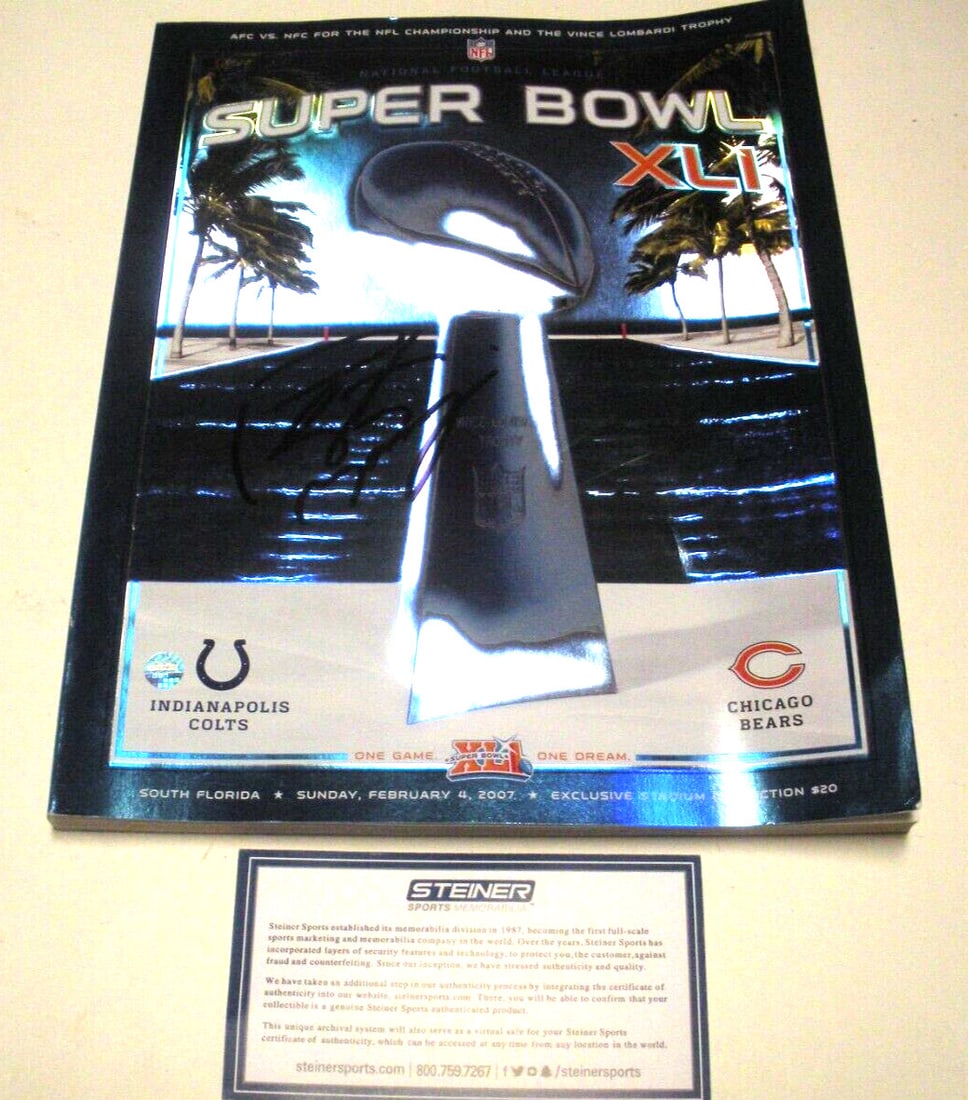 AFC VS. NFC FOR THE NFL CHAMPIONSHIP AND THE VINCE LOMBARDI TROPHY
NFL
NATIONAL FOOTBALL LEAGUE
SUPER BOWL
XLI
INDIANAPOLIS
COLTS
CHICAGO
BEARS
ONE GAME. SUPER BOWL XLI ONE DREAM.
SOUTH FLORIDA ★ SUNDAY, FEBRUARY 4, 2007 ★ EXCLUSIVE STADIUM $20
STEINER
SPORTS MEMORABILIA™
Steiner Sports established its memorabilia division in 1987, becoming the first full-scale
sports marketing and memorabilia company in the world. Over the years, Steiner Sports has
incorporated layers of security features and technology, to protect you, the customer, against
fraud and counterfeiting. Since our inception, we have stressed authenticity and quality.
We have taken an additional step in our authenticity process by integrating the certificate of
authenticity into our website, steinersports.com. There, you will be able to confirm that your
collectible is a genuine Steiner Sports authenticated product.
This unique archival system will also serve as a virtual safe for your Steiner Sports
certificate of authenticity, which can be accessed at any time from any location in the world.
steinersports.com | 800.759.7267 | /steinersports